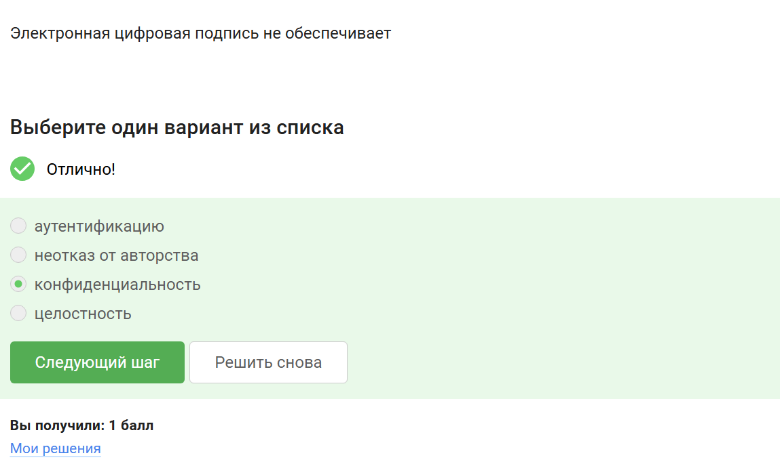 Электронная цифровая подпись не обеспечивает
Выберите один вариант из списка
Отлично!
аутентификацию
неотказ от авторства
конфиденциальность
целостность
Следующий шаг Решить снова
Вы получили: 1 балл
Мои решения